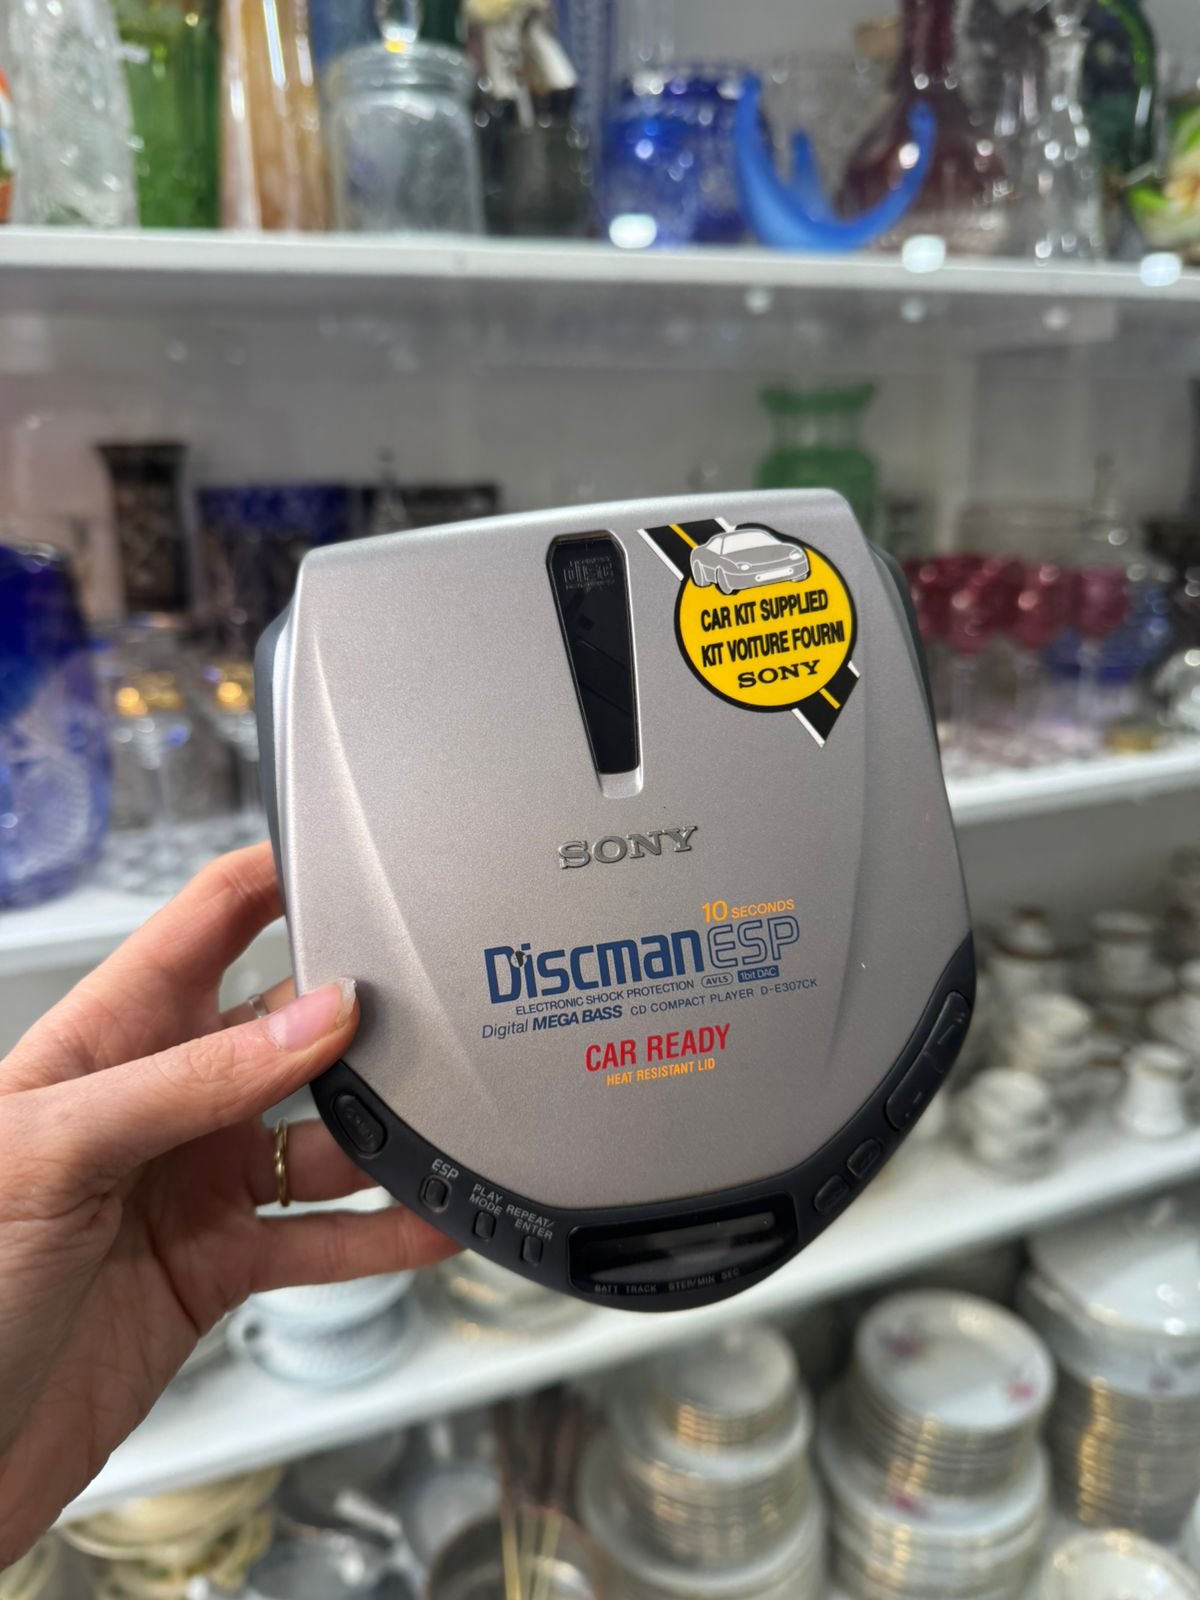 CAR KIT SUPPLIED
KIT VOITURE FOURNI
SONY
SONY
10 SECONDS
Discman ESP
ELECTRONIC SHOCK PROTECTION AVLS 1bit DAC
Digital MEGA BASS CD COMPACT PLAYER D-E307CK
CAR READY
HEAT RESISTANT LID
ESP
PLAY MODE
REPEAT/
ENTER
BATT TRACK STEP/MIN SEC